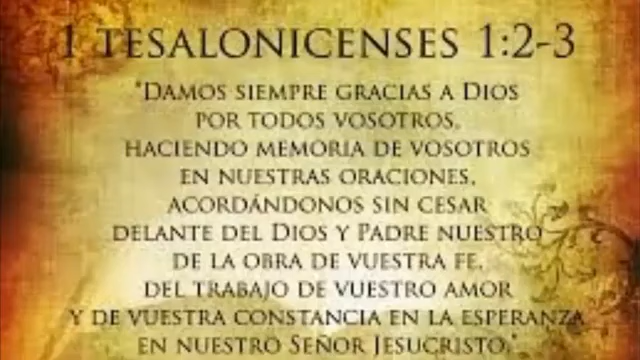 1 TESALONICENSES 1:2-3
"DAMOS SIEMPRE GRACIAS A DIOS
POR TODOS VOSOTROS,
HACIENDO MEMORIA DE VOSOTROS
EN NUESTRAS ORACIONES,
ACORDÁNDONOS SIN CESAR
DELANTE DEL DIOS Y PADRE NUESTRO
DE LA OBRA DE VUESTRA FE,
DEL TRABAJO DE VUESTRO AMOR
Y DE VUESTRA CONSTANCIA EN LA ESPERANZA
EN NUESTRO SEÑOR JESUCRISTO."